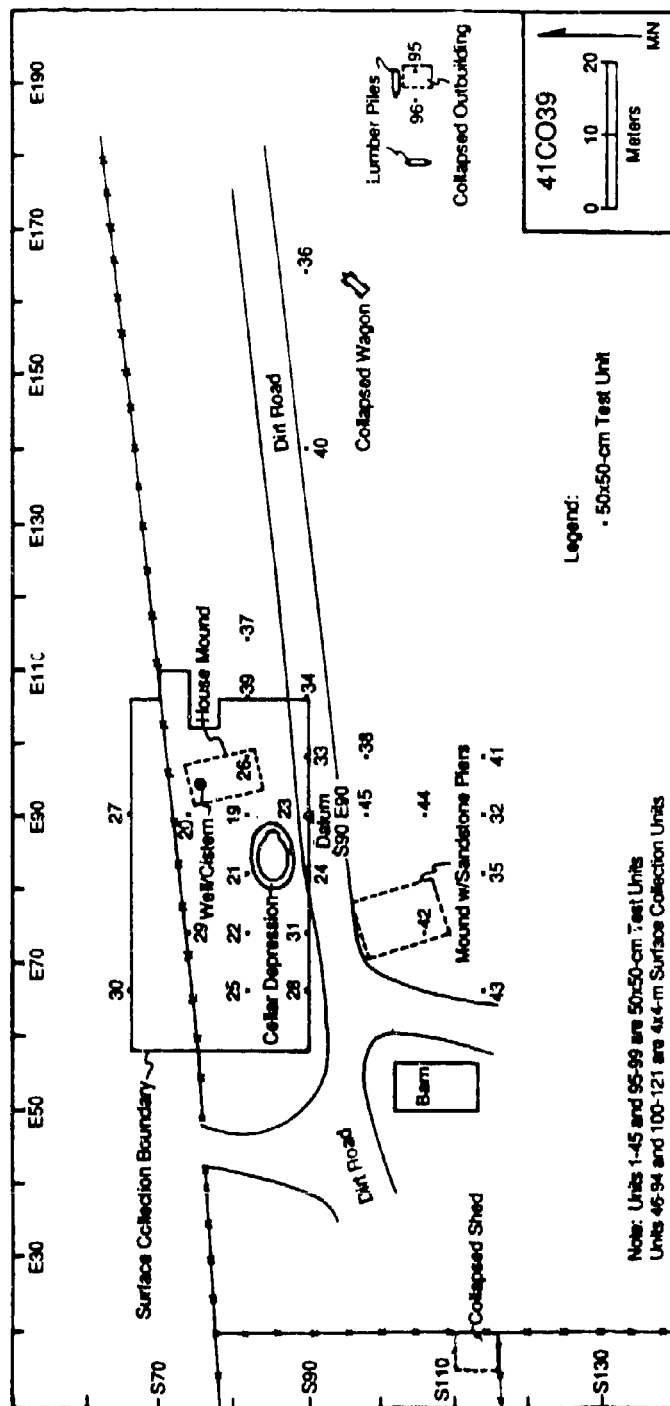 E30
E50
E70
E90
E110
E130
E150
E170
E190
S70
S90
S110
S130
Surface Collection Boundary
30
27
29
20
Well/Cistern
House Mound
25
22
21
19
26
39
37
Cellar Depression
28
31
24
23
33
34
Datum
S90 E90
Dirt Road
40
36
Collapsed Wagon
Lumber Piles
96
95
Collapsed Outbuilding
Dirt Road
Barn
45
38
42
44
Mound w/Sandstone Piers
43
35
32
41
Collapsed Shed
Legend:
50x50-cm Test Unit
Note: Units 1-45 and 95-99 are 50x50-cm Test Units
Units 46-94 and 100-121 are 4x4-m Surface Collection Units
41CO39
0 10 20
Meters
MN